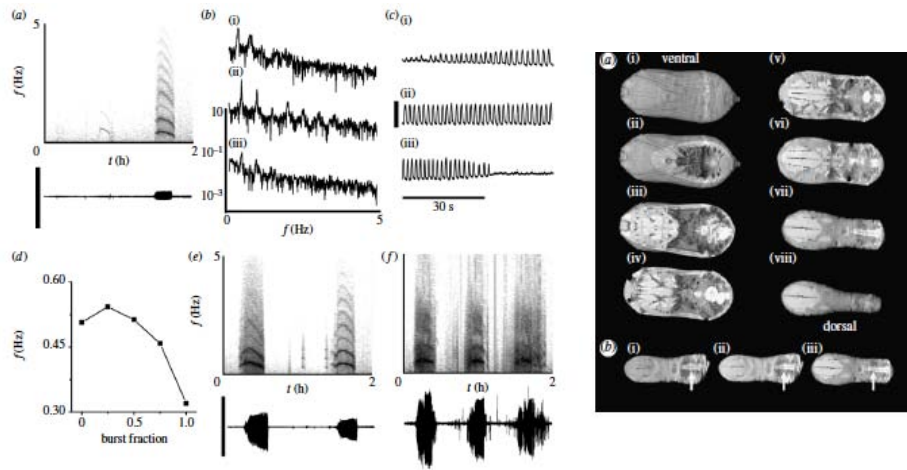 (a)
5
f (Hz)
0
t (h)
2
(b)
(i)
(ii)
(iii)
10
10⁻¹
10⁻³
0
f (Hz)
5
(c)
(i)
(ii)
(iii)
30 s
(d)
0.60
0.45
0.30
f (Hz)
0
0.5
1.0
burst fraction
(e)
5
f (Hz)
0
t (h)
2
(f)
5
f (Hz)
0
t (h)
2
(a)
(i)
ventral
(ii)
(iii)
(iv)
(v)
(vi)
(vii)
(viii)
dorsal
(b)
(i)
(ii)
(iii)